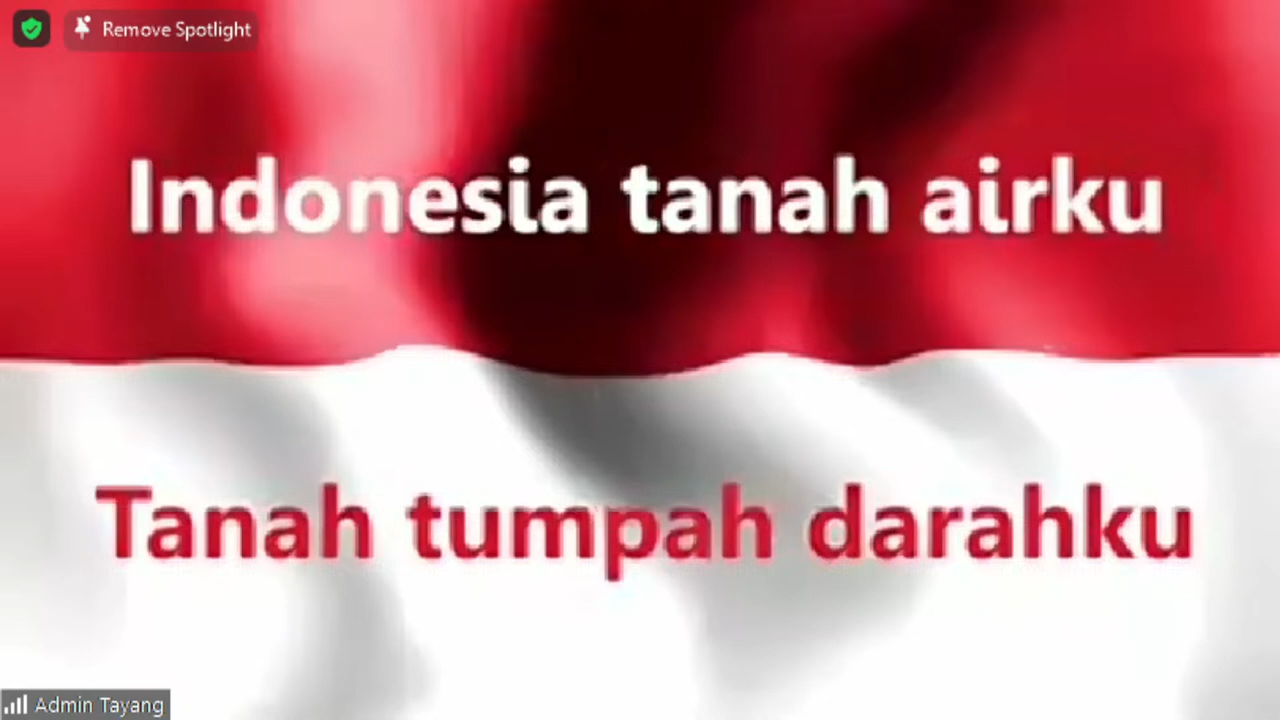 Remove Spotlight
Indonesia tanah airku
Tanah tumpah darahku
Admin Tayang